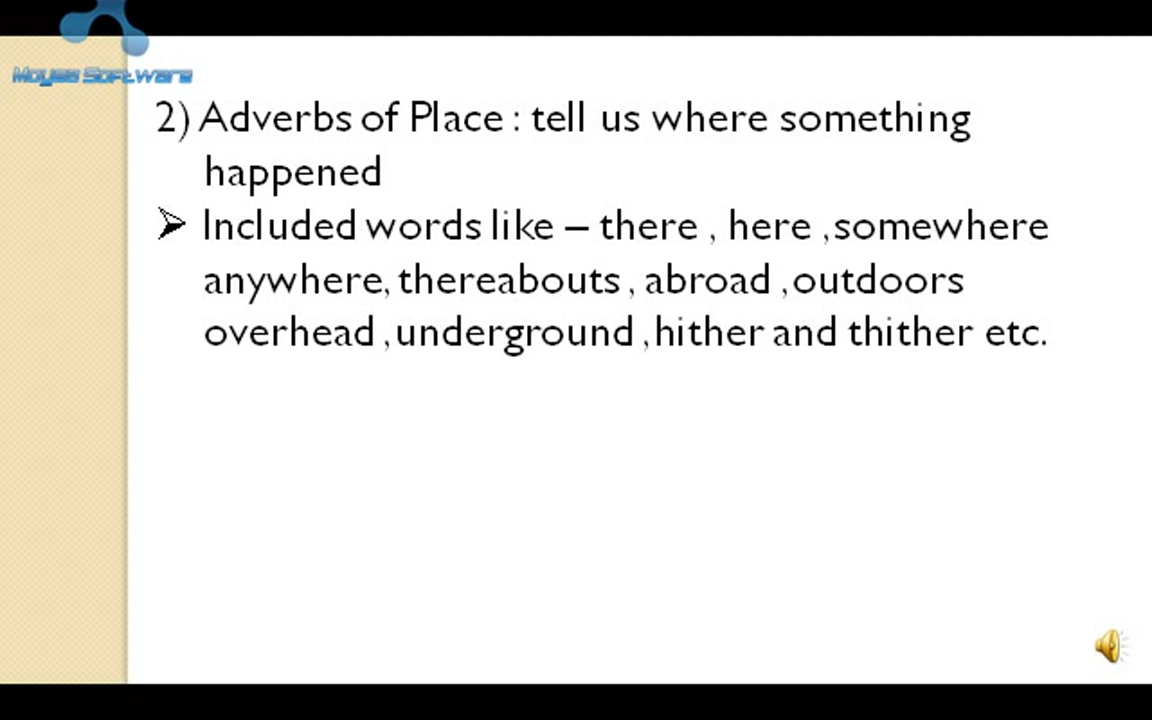 Moyea Software
2) Adverbs of Place : tell us where something
happened
Included words like – there , here ,somewhere
anywhere, thereabouts , abroad ,outdoors
overhead ,underground ,hither and thither etc.